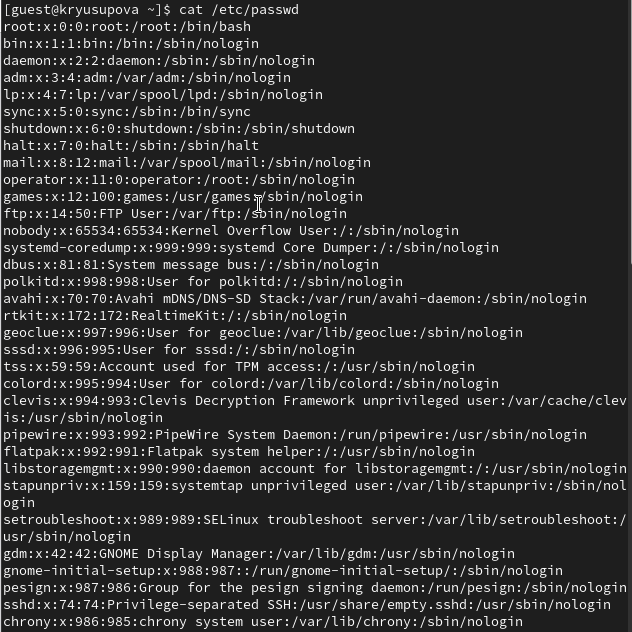 [guest@kryusupova ~]$ cat /etc/passwd
root:x:0:0:root:/root:/bin/bash
bin:x:1:1:bin:/bin:/sbin/nologin
daemon:x:2:2:daemon:/sbin:/sbin/nologin
adm:x:3:4:adm:/var/adm:/sbin/nologin
lp:x:4:7:lp:/var/spool/lpd:/sbin/nologin
sync:x:5:0:sync:/sbin:/bin/sync
shutdown:x:6:0:shutdown:/sbin:/sbin/shutdown
halt:x:7:0:halt:/sbin:/sbin/halt
mail:x:8:12:mail:/var/spool/mail:/sbin/nologin
operator:x:11:0:operator:/root:/sbin/nologin
games:x:12:100:games:/usr/games:/sbin/nologin
ftp:x:14:50:FTP User:/var/ftp:/sbin/nologin
nobody:x:65534:65534:Kernel Overflow User:/:/sbin/nologin
systemd-coredump:x:999:999:systemd Core Dumper:/:/sbin/nologin
dbus:x:81:81:System message bus:/:/sbin/nologin
polkitd:x:998:998:User for polkitd:/:/sbin/nologin
avahi:x:70:70:Avahi mDNS/DNS-SD Stack:/var/run/avahi-daemon:/sbin/nologin
rtkit:x:172:172:RealtimeKit:/:/sbin/nologin
geoclue:x:997:996:User for geoclue:/var/lib/geoclue:/sbin/nologin
sssd:x:996:995:User for sssd:/:/sbin/nologin
tss:x:59:59:Account used for TPM access:/:/usr/sbin/nologin
colord:x:995:994:User for colord:/var/lib/colord:/sbin/nologin
clevis:x:994:993:Clevis Decryption Framework unprivileged user:/var/cache/clev
is:/usr/sbin/nologin
pipewire:x:993:992:PipeWire System Daemon:/run/pipewire:/usr/sbin/nologin
flatpak:x:992:991:Flatpak system helper:/:/usr/sbin/nologin
libstoragemgmt:x:990:990:daemon account for libstoragemgmt:/:/usr/sbin/nologin
stapunpriv:x:159:159:systemtap unprivileged user:/var/lib/stapunpriv:/sbin/nol
ogin
setroubleshoot:x:989:989:SELinux troubleshoot server:/var/lib/setroubleshoot:/
usr/sbin/nologin
gdm:x:42:42:GNOME Display Manager:/var/lib/gdm:/usr/sbin/nologin
gnome-initial-setup:x:988:987::/run/gnome-initial-setup/:/sbin/nologin
pesign:x:987:986:Group for the pesign signing daemon:/run/pesign:/sbin/nologin
sshd:x:74:74:Privilege-separated SSH:/usr/share/empty.sshd:/usr/sbin/nologin
chrony:x:986:985:chrony system user:/var/lib/chrony:/sbin/nologin